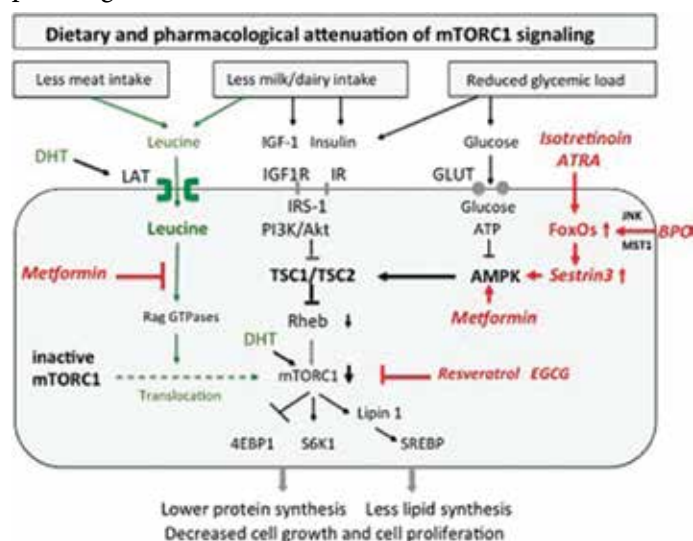 Dietary and pharmacological attenuation of mTORC1 signaling
Less meat intake
Less milk/dairy intake
Reduced glycemic load
Leucine
IGF-1 Insulin
Glucose
Isotretinoin
ATRA
DHT
LAT
IGF1R IR
GLUT
IRS-1
Glucose
Leucine
PI3K/Akt
ATP
FoxOs ↑
JNK
MST1
BPO
Metformin
TSC1/TSC2
AMPK
Sestrin3 ↑
Rag GTPases
Rheb ↓
Metformin
DHT
inactive
mTORC1
Translocation
mTORC1 ↓
Resveratrol EGCG
Lipin 1
4EBP1 S6K1 SREBP
Lower protein synthesis Less lipid synthesis
Decreased cell growth and cell proliferation